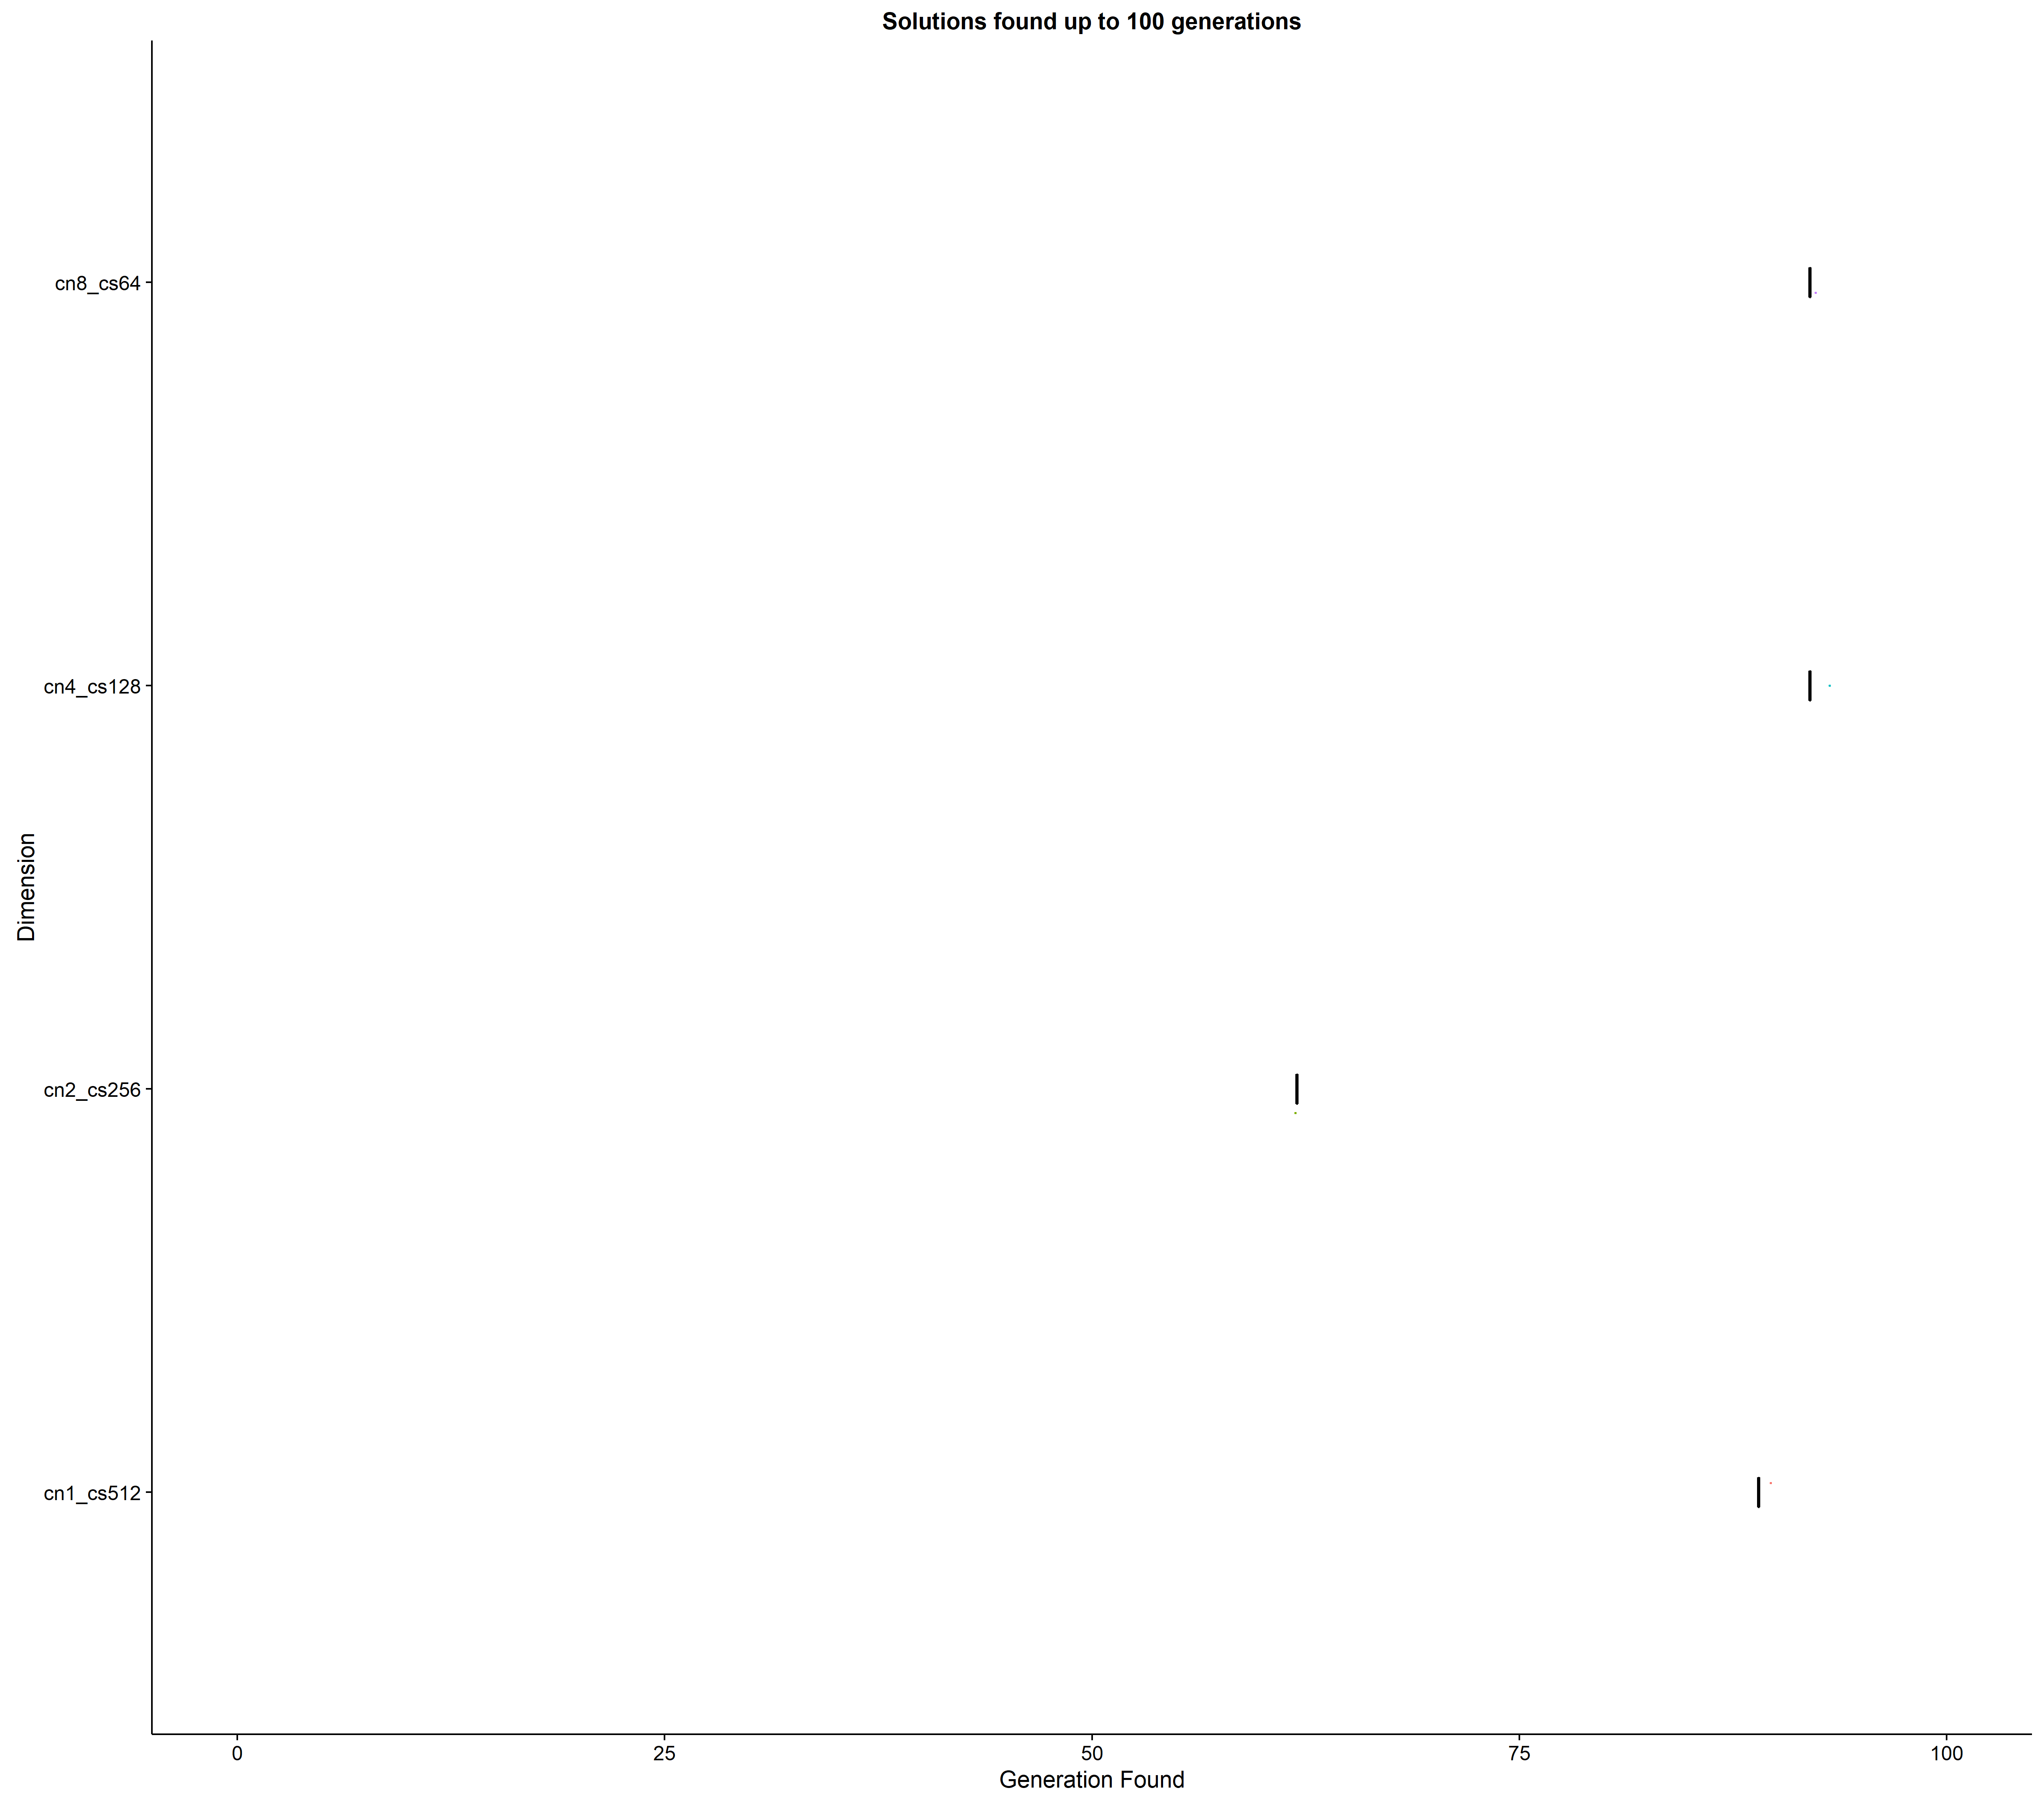 Solutions found up to 100 generations
Dimension
cn8_cs64
cn4_cs128
cn2_cs256
cn1_cs512
0 25 50 75 100
Generation Found